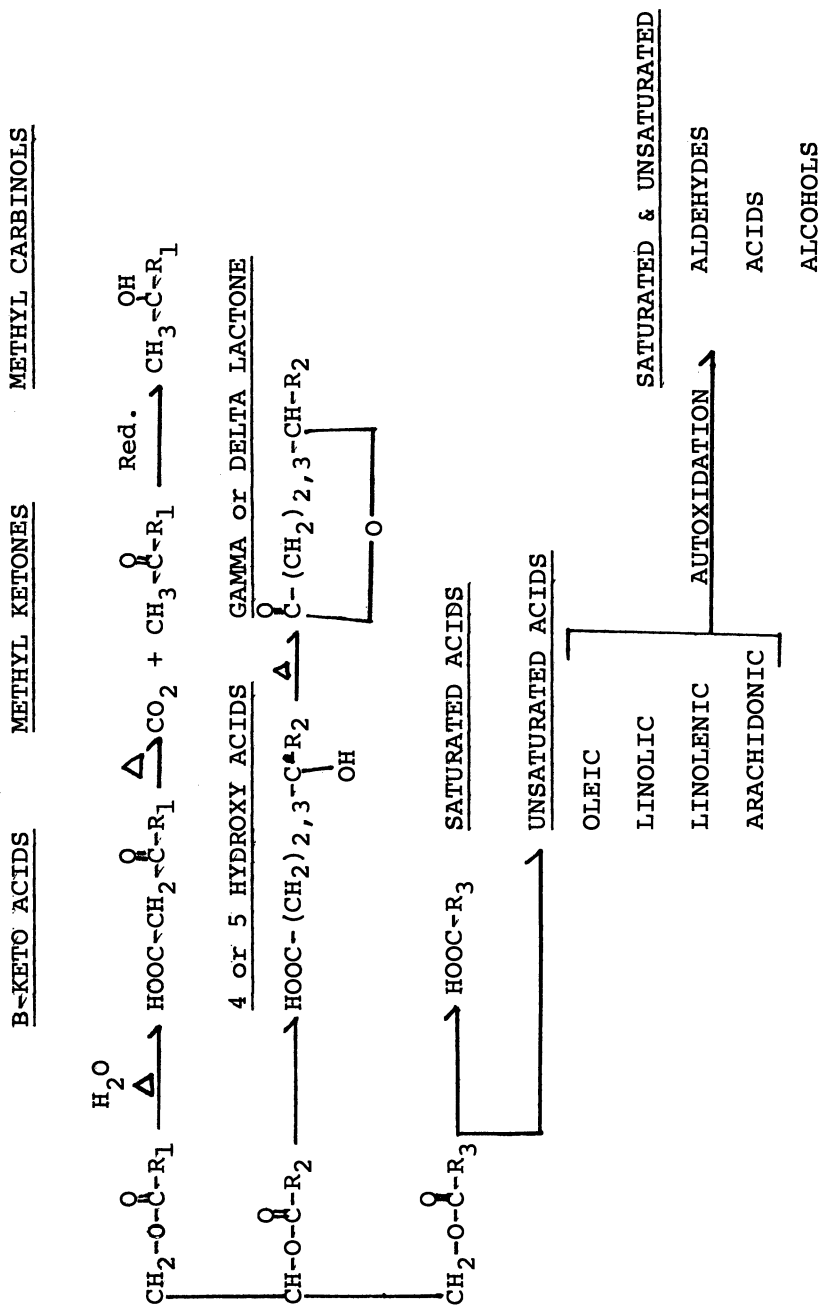 B-KETO ACIDS METHYL KETONES METHYL CARBINOLS
H2O Δ Δ Red.
O O O OH
CH2-O-C-R1 HOOC-CH2-C-R1 CO2 + CH3-C-R1 CH3-C-R1
4 or 5 HYDROXY ACIDS GAMMA or DELTA LACTONE
O Δ O
CH-O-C-R2 HOOC-(CH2)2,3-C-R2 C-(CH2)2,3-CH-R2
OH
O
O
CH2-O-C-R3 HOOC-R3 SATURATED ACIDS
UNSATURATED ACIDS
OLEIC
LINOLIC
LINOLENIC
ARACHIDONIC
AUTOXIDATION
SATURATED & UNSATURATED
ALDEHYDES
ACIDS
ALCOHOLS